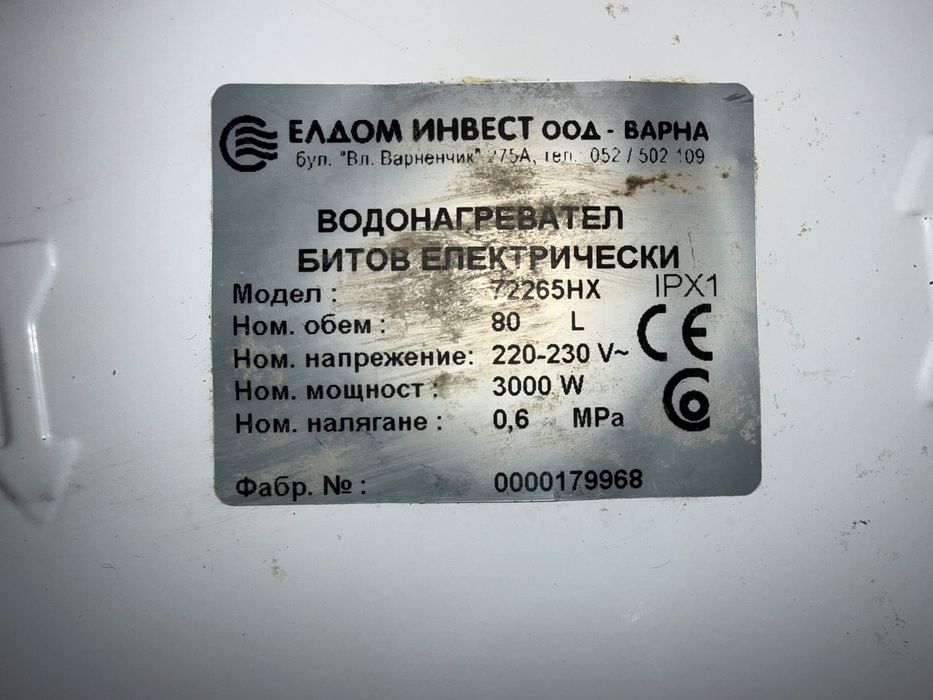 ЕЛДОМ ИНВЕСТ ООД - ВАРНА
бул. "Вл. Варненчик" 275А, тел. 052 / 502 109
ВОДОНАГРЕВАТЕЛ
БИТОВ ЕЛЕКТРИЧЕСКИ
Модел : 72265HX IPX1
Ном. обем : 80 L
Ном. напрежение: 220-230 V~ CE
Ном. мощност : 3000 W
Ном. налягане : 0,6 MPa
Фабр. № : 0000179968